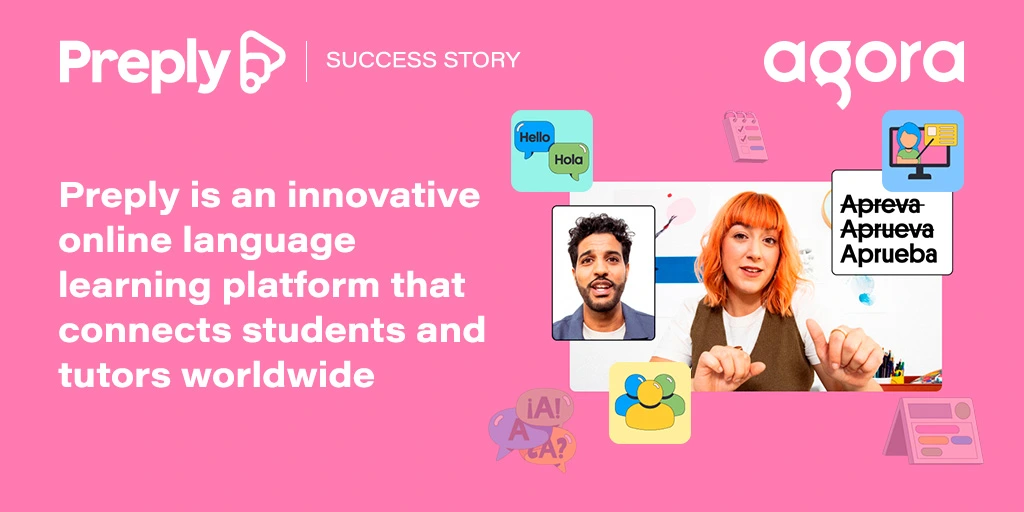 Preply
SUCCESS STORY
agora
Preply is an innovative
online language
learning platform that
connects students and
tutors worldwide
Hello
Hola
Apreva
Aprueva
Aprueba
¡A!
A
¿A?